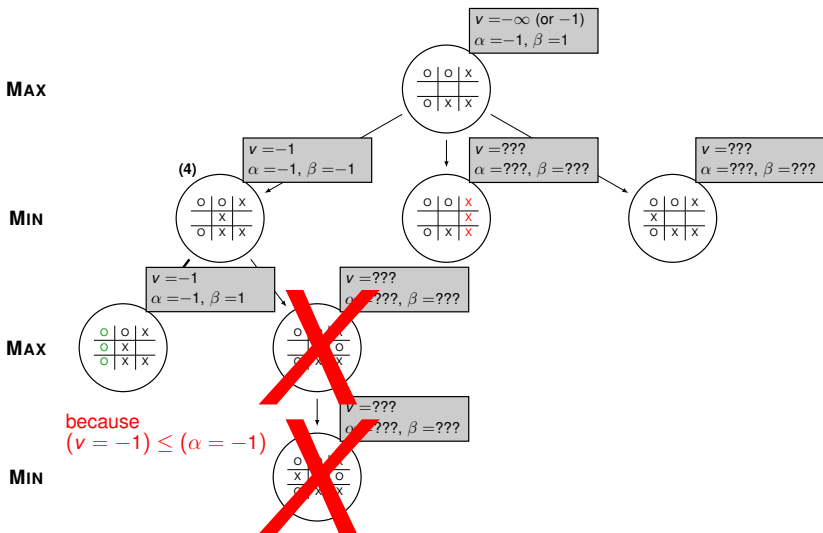 v = −∞ (or −1)
α = −1, β = 1
O O X
O X X
MAX
v = −1
α = −1, β = −1
v = ???
α = ???, β = ???
v = ???
α = ???, β = ???
(4)
O O X
X
O X X
O O X
X
O X X
O O X
X
O X X
MIN
v = −1
α = −1, β = 1
v = ???
α = ???, β = ???
O O X
O X
O X X
O X
O
O X
MAX
because
(v = −1) ≤ (α = −1)
v = ???
α = ???, β = ???
O
X O
O X X
MIN